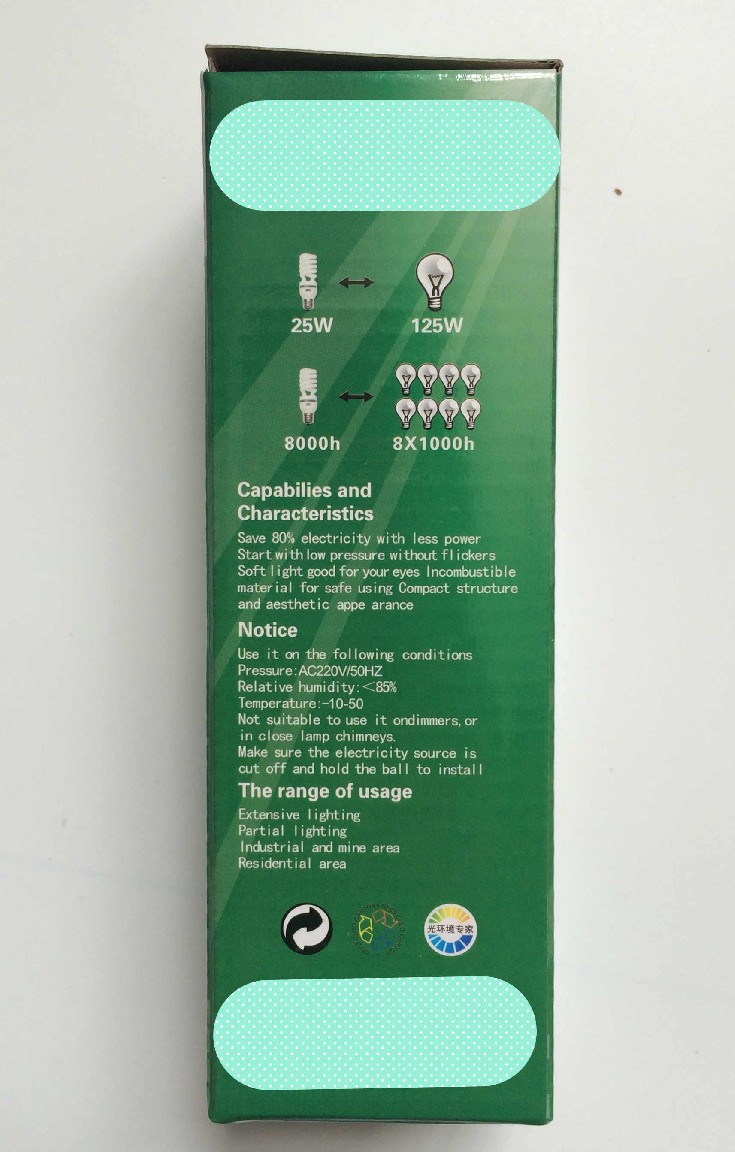 25W 125W
8000h 8X1000h
Capabilies and
Characteristics
Save 80% electricity with less power
Start with low pressure without flickers
Soft light good for your eyes Incombustible
material for safe using Compact structure
and aesthetic appe arance
Notice
Use it on the following conditions
Pressure:AC220V/50HZ
Relative humidity:<85%
Temperature:-10-50
Not suitable to use it ondimmers, or
in close lamp chimneys.
Make sure the electricity source is
cut off and hold the ball to install
The range of usage
Extensive lighting
Partial lighting
Industrial and mine area
Residential area
光环境专家